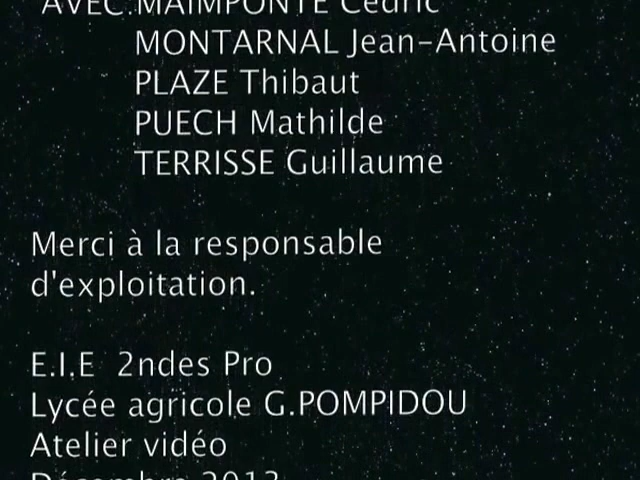 AVEC:MAIMPONTE Cédric
MONTARNAL Jean-Antoine
PLAZE Thibaut
PUECH Mathilde
TERRISSE Guillaume
Merci à la responsable
d'exploitation.
E.I.E 2ndes Pro
Lycée agricole G.POMPIDOU
Atelier vidéo
Décembre 2013